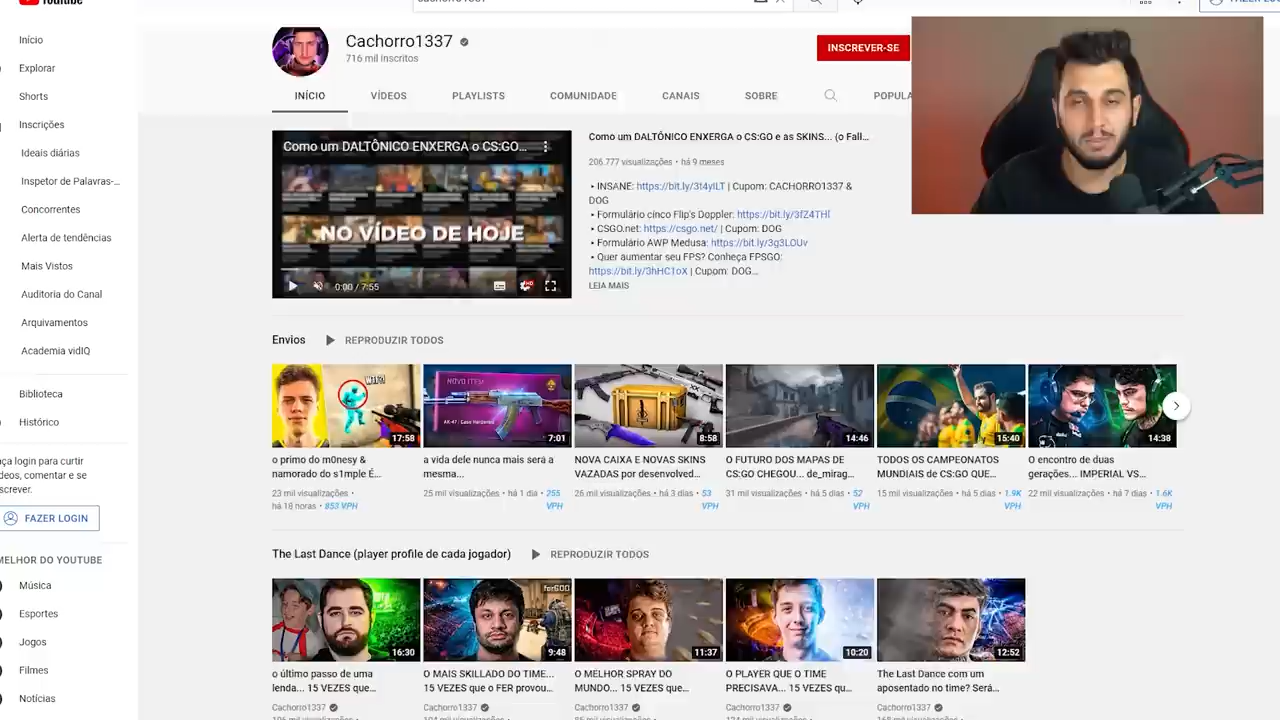 YouTube
cachorro1337
FAZER LO
Início
Explorar
Shorts
Inscrições
Ideais diárias
Inspetor de Palavras-...
Concorrentes
Alerta de tendências
Mais Vistos
Auditoria do Canal
Arquivamentos
Academia vidIQ
Biblioteca
Histórico
aça login para curtir
ídeos, comentar e se
screver.
FAZER LOGIN
MELHOR DO YOUTUBE
Música
Esportes
Jogos
Filmes
Notícias
Cachorro1337
716 mil inscritos
INSCREVER-SE
INÍCIO VÍDEOS PLAYLISTS COMUNIDADE CANAIS SOBRE POPULA
Como um DALTÔNICO ENXERGA o CS:GO...
NO VÍDEO DE HOJE
0:00 / 7:55
Como um DALTÔNICO ENXERGA o CS:GO e as SKINS... (o Fall...
206.777 visualizações • há 9 meses
‣ INSANE: https://bit.ly/3t4yILT | Cupom: CACHORRO1337 &
DOG
‣ Formulário cinco Flip's Doppler: https://bit.ly/3fZ4THl
‣ CSGO.net: https://csgo.net/ | Cupom: DOG
‣ Formulário AWP Medusa: https://bit.ly/3g3LOUv
‣ Quer aumentar seu FPS? Conheça FPSGO:
https://bit.ly/3hHC1oX | Cupom: DOG...
LEIA MAIS
Envios REPRODUZIR TODOS
WTF?
17:58
NOVO ITEM
AK-47 | Case Hardened
7:01
8:58
14:46
15:40
14:38
o primo do m0nesy &
namorado do s1mple É...
23 mil visualizações •
há 18 horas • 853 VPH
a vida dele nunca mais será a
mesma...
25 mil visualizações • há 1 dia • 255
VPH
NOVA CAIXA E NOVAS SKINS
VAZADAS por desenvolved...
26 mil visualizações • há 3 dias • 53
VPH
O FUTURO DOS MAPAS DE
CS:GO CHEGOU... de_mirag...
31 mil visualizações • há 5 dias • 52
VPH
TODOS OS CAMPEONATOS
MUNDIAIS de CS:GO QUE...
15 mil visualizações • há 5 dias • 1.9K
VPH
O encontro de duas
gerações... IMPERIAL VS...
22 mil visualizações • há 7 dias • 1.6K
VPH
The Last Dance (player profile de cada jogador) REPRODUZIR TODOS
16:30
9:48
11:37
10:20
12:52
o último passo de uma
lenda... 15 VEZES que...
Cachorro1337
O MAIS SKILLADO DO TIME...
15 VEZES que o FER provou...
Cachorro1337
O MELHOR SPRAY DO
MUNDO... 15 VEZES que...
Cachorro1337
O PLAYER QUE O TIME
PRECISAVA... 15 VEZES qu...
Cachorro1337
The Last Dance com um
aposentado no time? Será...
Cachorro1337